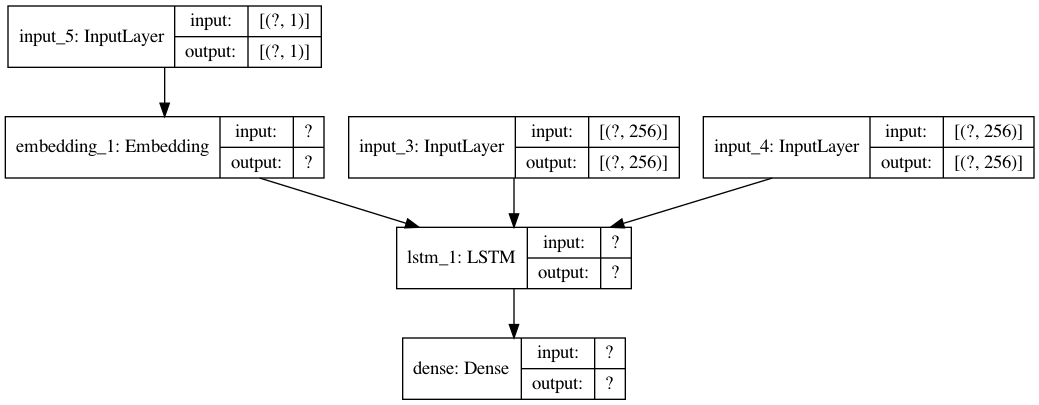 input_5: InputLayer
input: [(?, 1)]
output: [(?, 1)]
embedding_1: Embedding
input: ?
output: ?
input_3: InputLayer
input: [(?, 256)]
output: [(?, 256)]
input_4: InputLayer
input: [(?, 256)]
output: [(?, 256)]
lstm_1: LSTM
input: ?
output: ?
dense: Dense
input: ?
output: ?